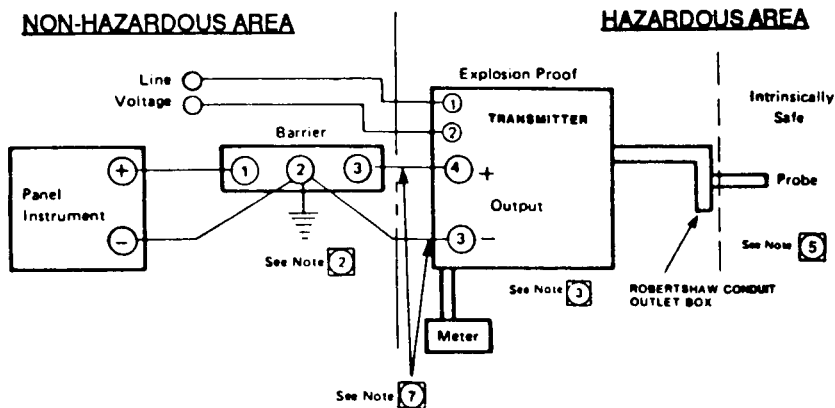 NON-HAZARDOUS AREA
HAZARDOUS AREA
Line
Voltage
Explosion Proof
1
TRANSMITTER
2
Intrinsically
Safe
Barrier
+
1
2
3
4
+
Probe
Panel
Instrument
Output
−
3
−
See Note 2
See Note 5
See Note 3
ROBERTSHAW CONDUIT
OUTLET BOX
Meter
See Note 7